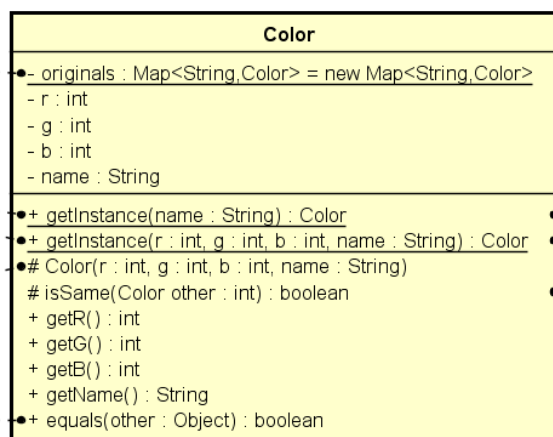 Color
- originals : Map<String,Color> = new Map<String,Color>
- r : int
- g : int
- b : int
- name : String
+ getInstance(name : String) : Color
+ getInstance(r : int, g : int, b : int, name : String) : Color
# Color(r : int, g : int, b : int, name : String)
# isSame(Color other : int) : boolean
+ getR() : int
+ getG() : int
+ getB() : int
+ getName() : String
+ equals(other : Object) : boolean